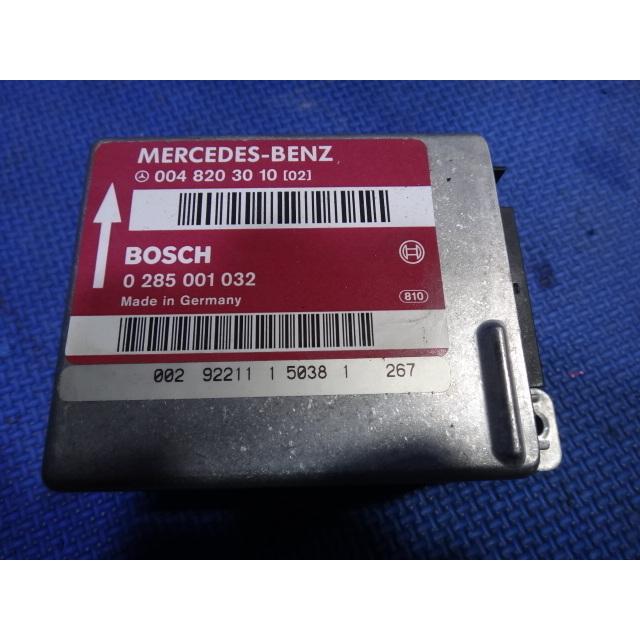 MERCEDES-BENZ
004 820 30 10 [02]
BOSCH
0 285 001 032
Made in Germany
810
002 92211 1 5038 1 267